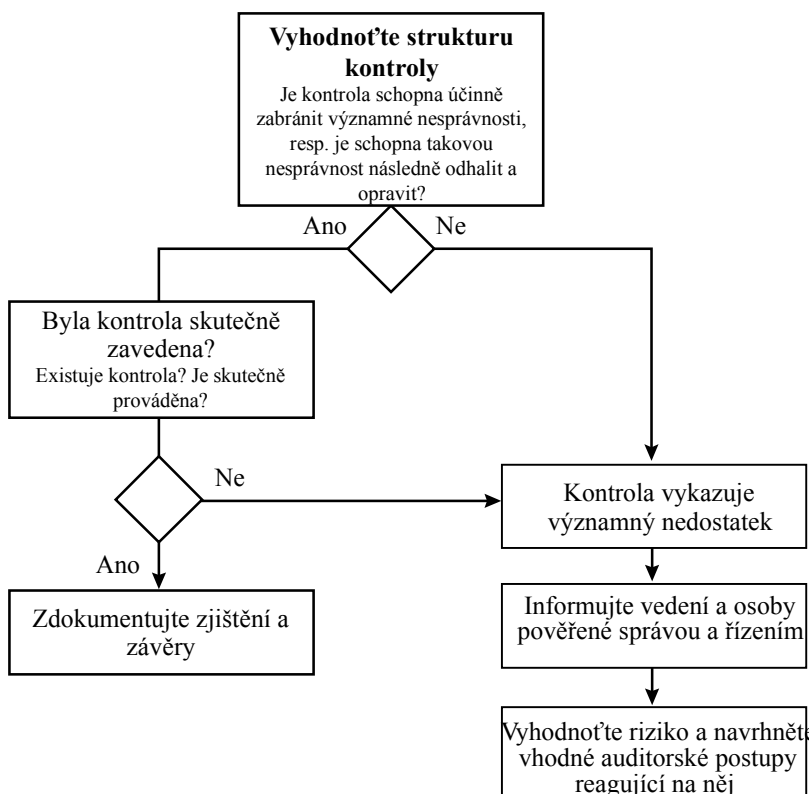 Vyhodnoťte strukturu
kontroly
Je kontrola schopna účinně
zabránit významné nesprávnosti,
resp. je schopna takovou
nesprávnost následně odhalit a
opravit?
Ano
Ne
Byla kontrola skutečně
zavedena?
Existuje kontrola? Je skutečně
prováděna?
Ne
Kontrola vykazuje
významný nedostatek
Ano
Zdokumentujte zjištění a
závěry
Informujte vedení a osoby
pověřené správou a řízením
Vyhodnoťte riziko a navrhněte
vhodné auditorské postupy
reagující na něj